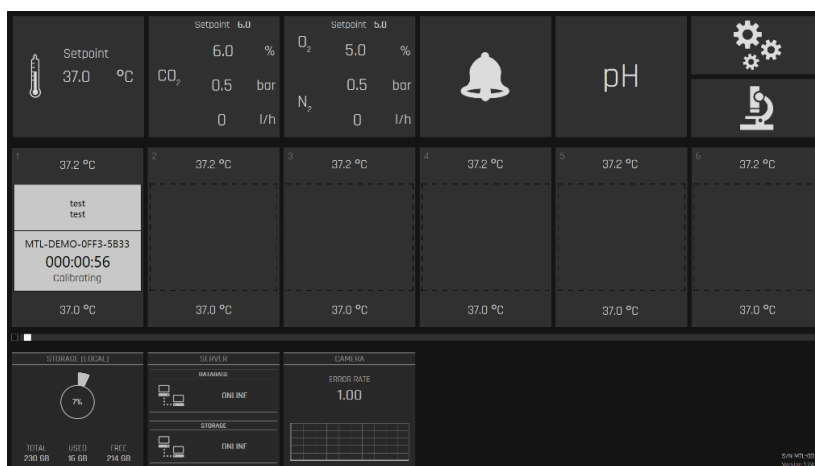 Setpoint
37.0 °C
Setpoint 6.0
6.0 %
CO2
0.5 bar
0 l/h
Setpoint 5.0
O2
5.0 %
0.5 bar
N2
0 l/h
pH
1
37.2 °C
2
37.2 °C
3
37.2 °C
4
37.2 °C
5
37.2 °C
6
37.2 °C
test
test
MTL-DEMO-0FF3-5B33
000:00:56
Calibrating
37.0 °C
37.0 °C
37.0 °C
37.0 °C
37.0 °C
37.0 °C
STORAGE (LOCAL)
7%
TOTAL USED FREE
230 GB 16 GB 214 GB
SERVER
DATABASE
ONLINE
STORAGE
ONLINE
CAMERA
ERROR RATE
1.00
S/N MTL-00
Version